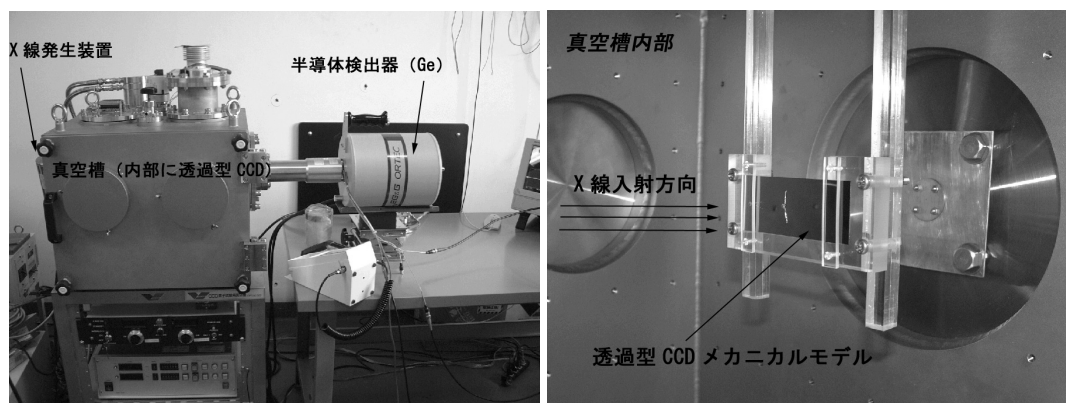 X線発生装置
半導体検出器（Ge）
真空槽（内部に透過型CCD）
ORTEC
真空槽内部
X線入射方向
透過型CCDメカニカルモデル